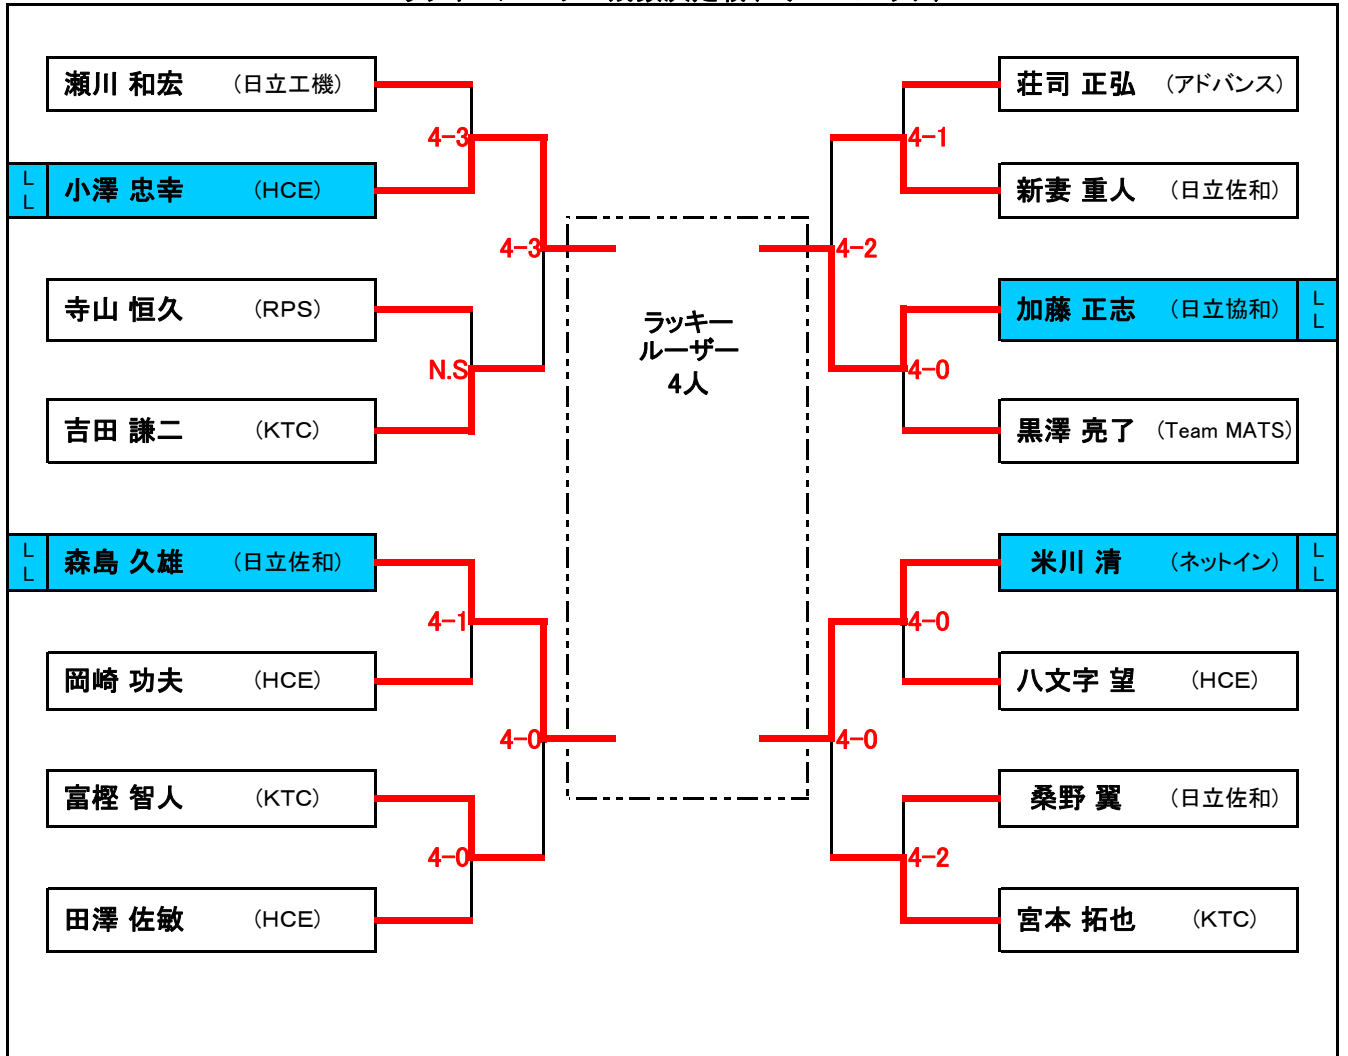 瀬川 和宏 (日立工機)
4-3
LL 小澤 忠幸 (HCE)
4-3
寺山 恒久 (RPS)
N.S
吉田 謙二 (KTC)
LL 森島 久雄 (日立佐和)
4-1
岡崎 功夫 (HCE)
4-0
富樫 智人 (KTC)
4-0
田澤 佐敏 (HCE)
ラッキー
ルーザー
4人
荘司 正弘 (アドバンス)
4-1
新妻 重人 (日立佐和)
4-2
加藤 正志 (日立協和) LL
4-0
黒澤 亮了 (Team MATS)
米川 清 (ネットイン) LL
4-0
八文字 望 (HCE)
4-0
桑野 翼 (日立佐和)
4-2
宮本 拓也 (KTC)